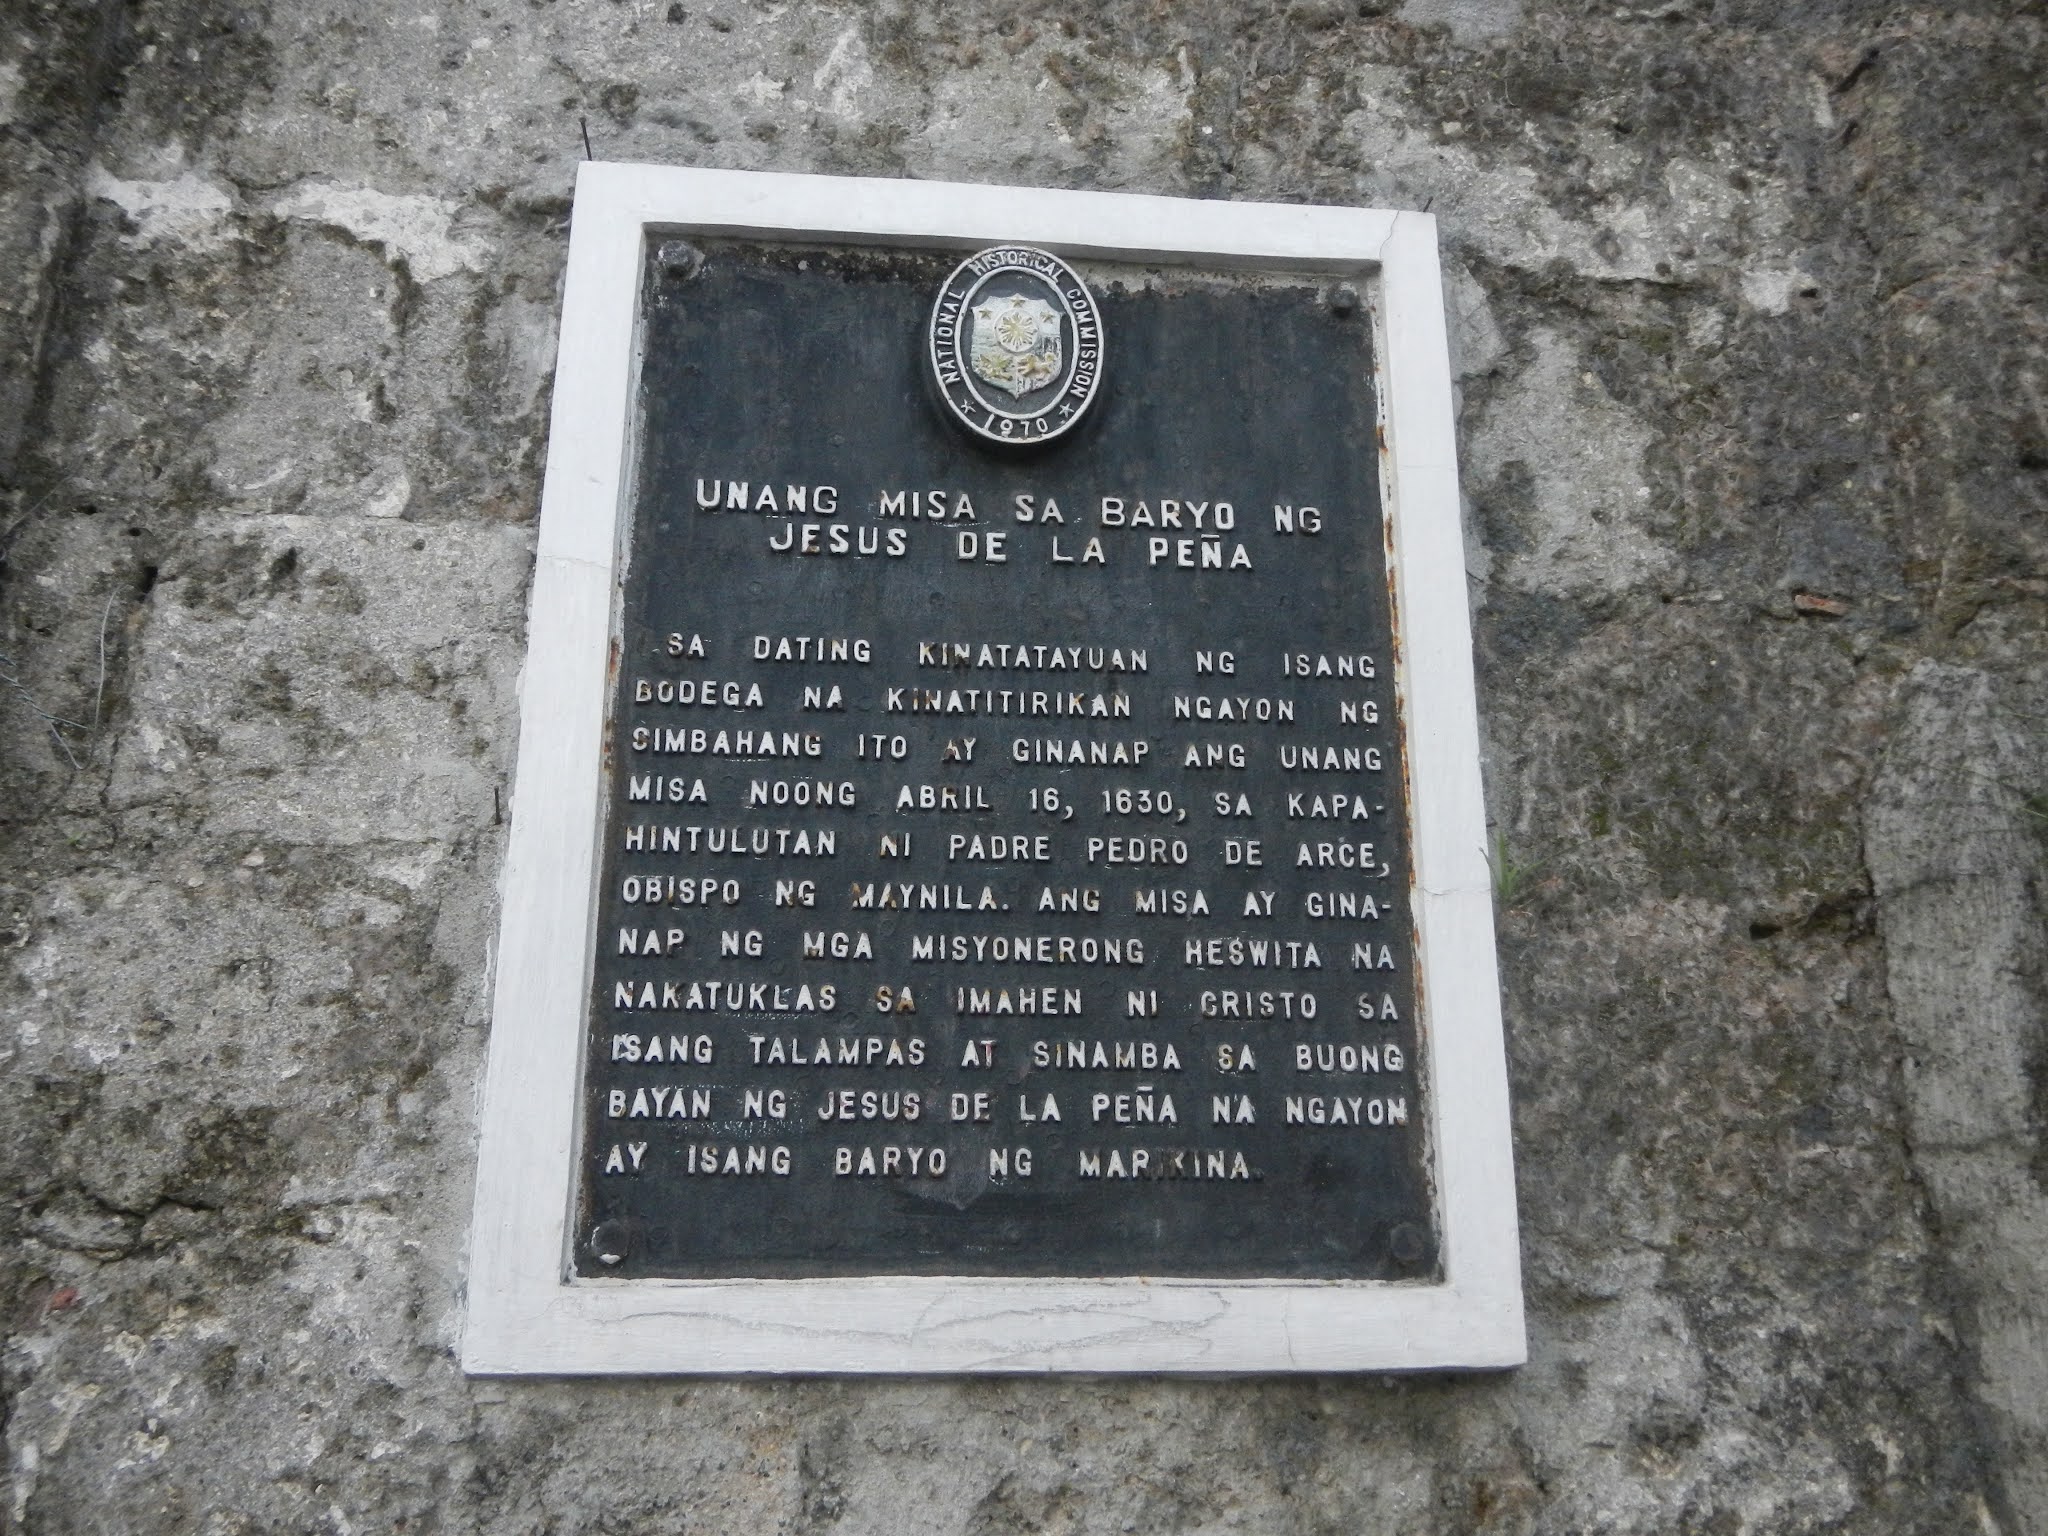 NATIONAL HISTORICAL COMMISSION
1970
UNANG MISA SA BARYO NG
JESUS DE LA PEÑA
SA DATING KINATATAYUAN NG ISANG
BODEGA NA KINATITIRIKAN NGAYON NG
SIMBAHANG ITO AY GINANAP ANG UNANG
MISA NOONG ABRIL 16, 1630, SA KAPA-
HINTULUTAN NI PADRE PEDRO DE ARCE,
OBISPO NG MAYNILA. ANG MISA AY GINA-
NAP NG MGA MISYONERONG HESWITA NA
NAKATUKLAS SA IMAHEN NI CRISTO SA
ISANG TALAMPAS AT SINAMBA SA BUONG
BAYAN NG JESUS DE LA PEÑA NA NGAYON
AY ISANG BARYO NG MARIKINA.